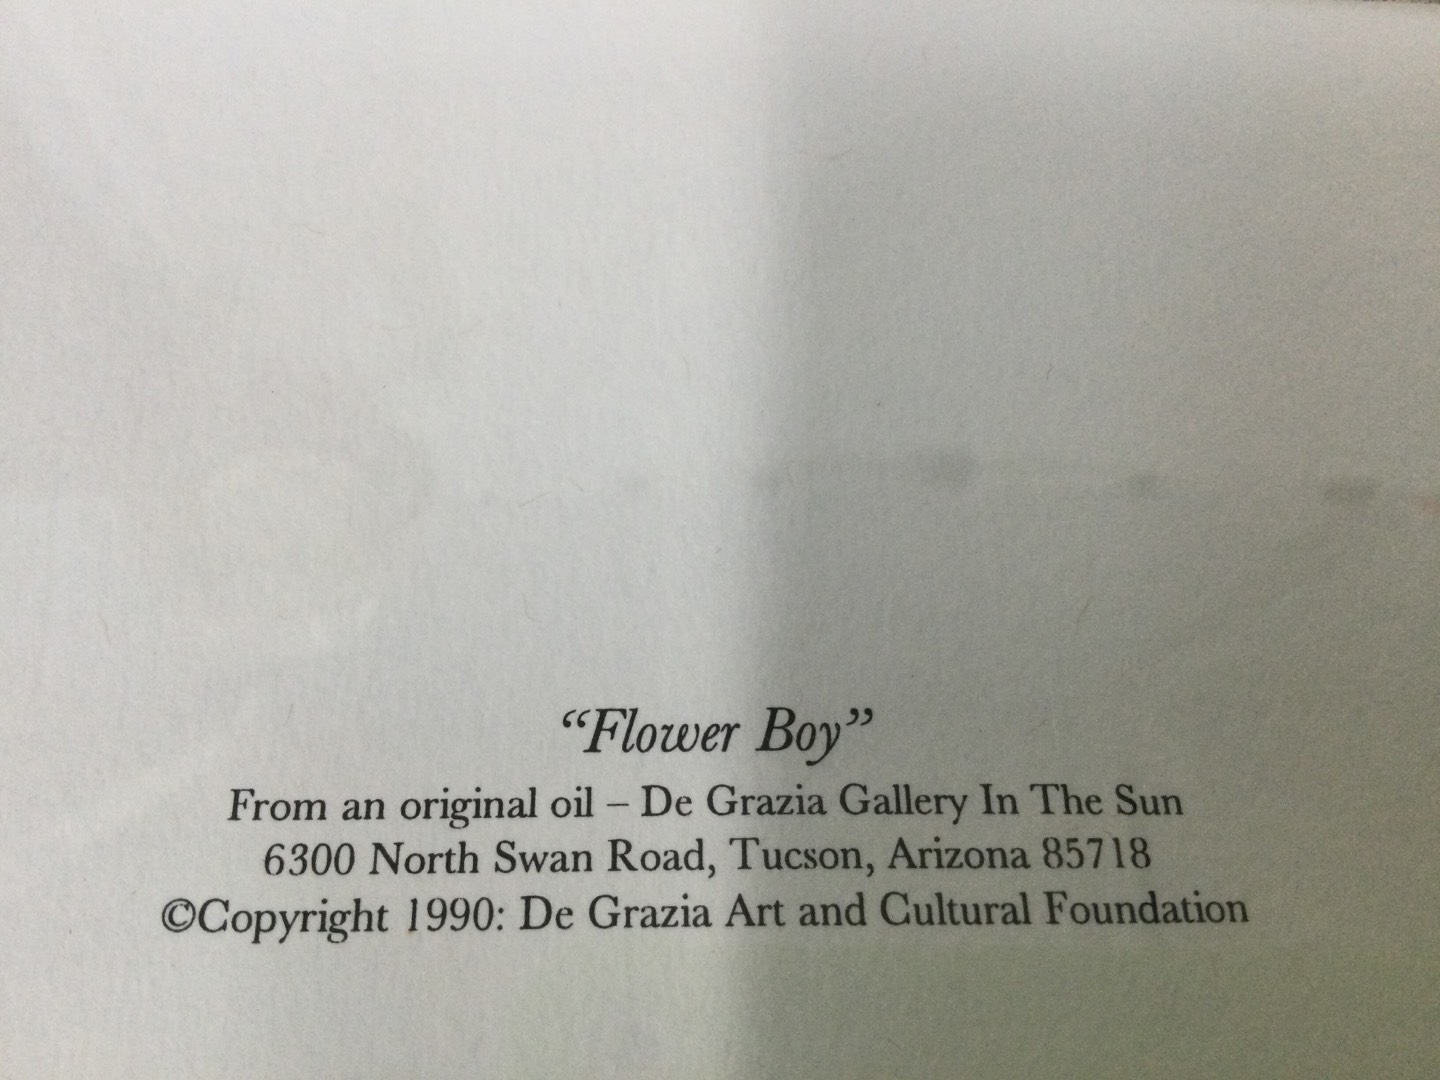 “Flower Boy”
From an original oil – De Grazia Gallery In The Sun
6300 North Swan Road, Tucson, Arizona 85718
©Copyright 1990: De Grazia Art and Cultural Foundation